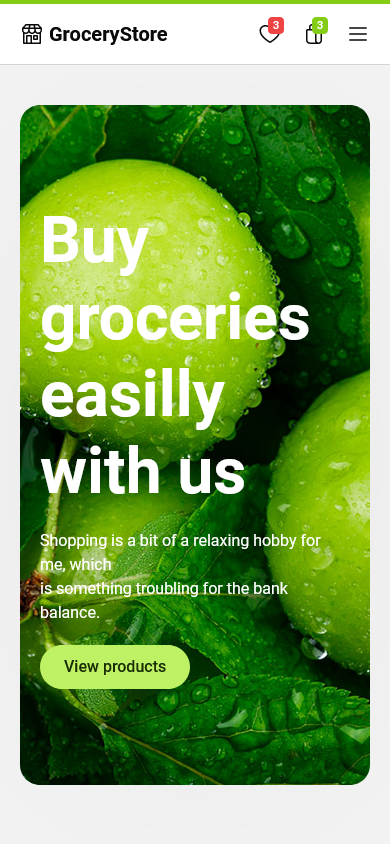 GroceryStore
3
3
Buy
groceries
easilly
with us
Shopping is a bit of a relaxing hobby for
me, which
is something troubling for the bank
balance.
View products